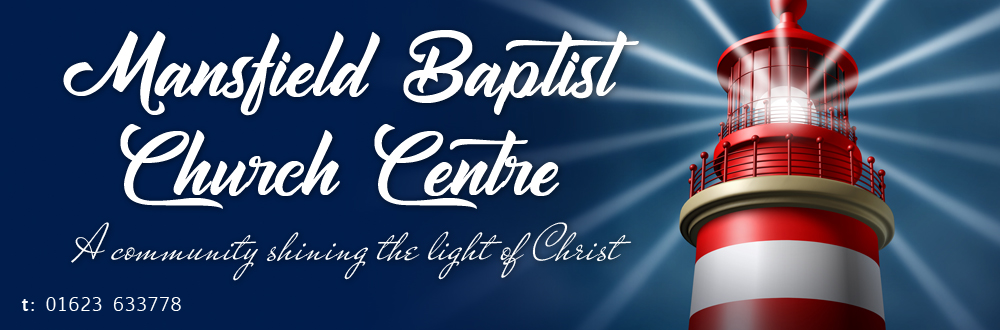 Mansfield Baptist
Church Centre
A community shining the light of Christ
t: 01623 633778